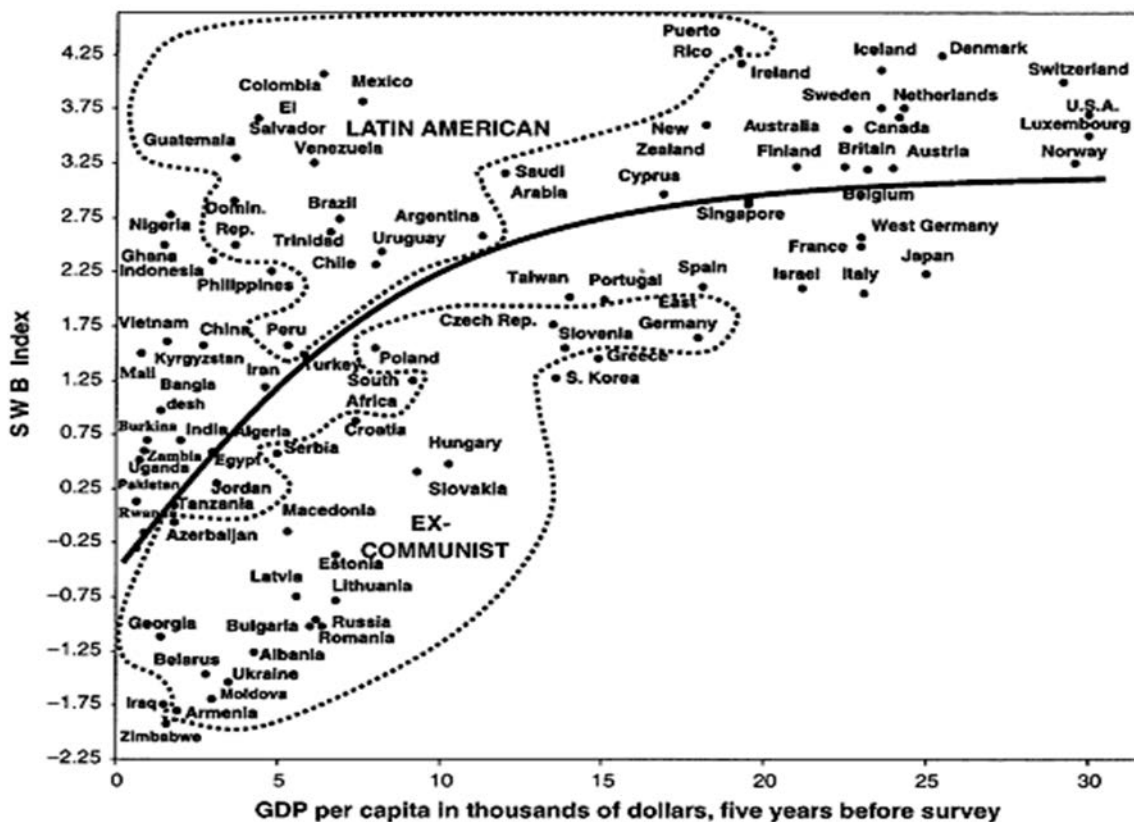 4.25
3.75
3.25
2.75
2.25
1.75
1.25
0.75
0.25
−0.25
−0.75
−1.25
−1.75
−2.25
SWB Index
Puerto
Rico
Ireland
Iceland
Denmark
Switzerland
Colombia
Mexico
Sweden
Netherlands
U.S.A.
El
Salvador
LATIN AMERICAN
Guatemala
Venezuela
New
Zealand
Australia
Canada
Luxembourg
Finland
Britain
Austria
Norway
Saudi
Arabia
Cyprus
Belgium
Domin.
Rep.
Brazil
Argentina
Singapore
Nigeria
Trinidad
Uruguay
West Germany
Ghana
Chile
France
Japan
Indonesia
Philippines
Taiwan
Portugal
Spain
Israel
Italy
Vietnam
China
Peru
Czech Rep.
East
Germany
Slovenia
Kyrgyzstan
Turkey
Poland
Greece
Mali
Iran
South
Africa
S. Korea
Bangla
desh
Burkina
India
Algeria
Croatia
Zambia
Egypt
Serbia
Hungary
Uganda
Pakistan
Jordan
Slovakia
Tanzania
Macedonia
Azerbaijan
EX-
COMMUNIST
Estonia
Latvia
Lithuania
Georgia
Bulgaria
Russia
Romania
Belarus
Albania
Ukraine
Moldova
Iraq
Armenia
Zimbabwe
0 5 10 15 20 25 30
GDP per capita in thousands of dollars, five years before survey